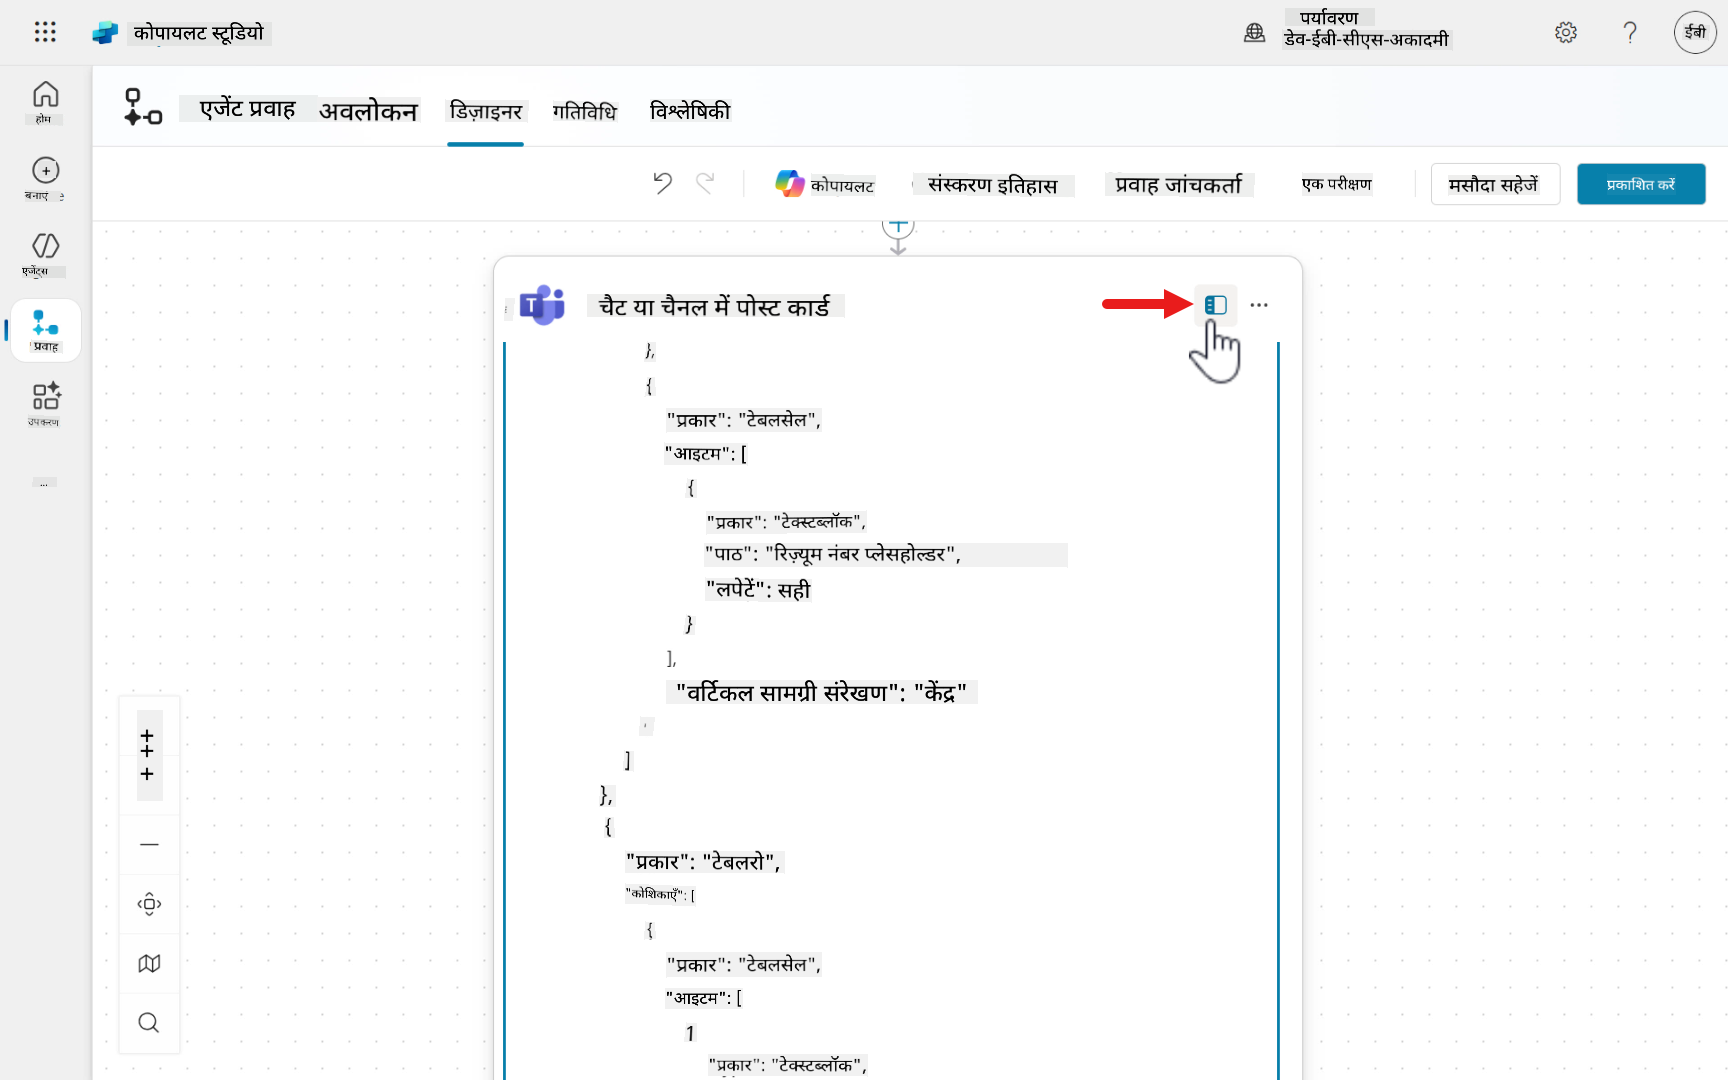 कोपायलट स्टूडियो
पर्यावरण
डेव-ईबी-सीएस-अकादमी
ईबी
होम
बनाएं
एजेंट्स
प्रवाह
उपकरण
...
एजेंट प्रवाह
अवलोकन
डिज़ाइनर
गतिविधि
विश्लेषिकी
कोपायलट
संस्करण इतिहास
प्रवाह जांचकर्ता
एक परीक्षण
मसौदा सहेजें
प्रकाशित करें
चैट या चैनल में पोस्ट कार्ड
},
{
"प्रकार": "टेबलसेल",
"आइटम": [
{
"प्रकार": "टेक्स्टब्लॉक",
"पाठ": "रिज़्यूम नंबर प्लेसहोल्डर",
"लपेटें": सही
}
],
"वर्टिकल सामग्री संरेखण": "केंद्र"
]
},
{
"प्रकार": "टेबलरो",
"कोशिकाएँ": [
{
"प्रकार": "टेबलसेल",
"आइटम": [
1
"प्रकार": "टेक्स्टब्लॉक",